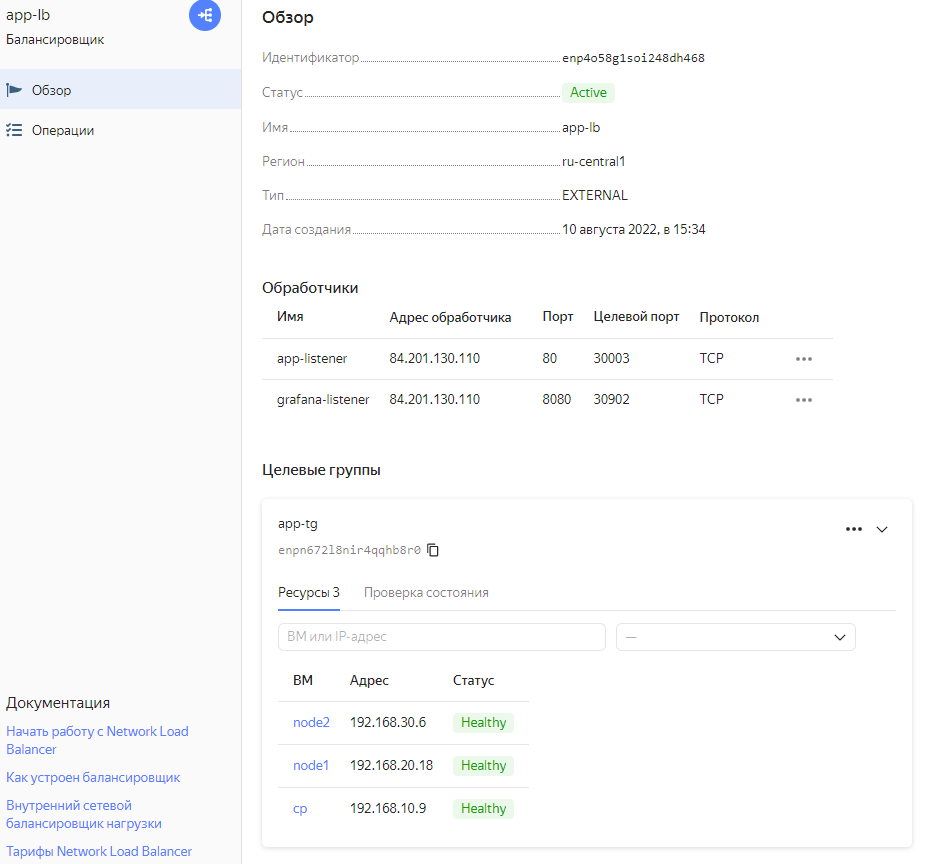 app-lb
Балансировщик
Обзор
Операции
Документация
Начать работу с Network Load
Balancer
Как устроен балансировщик
Внутренний сетевой
балансировщик нагрузки
Тарифы Network Load Balancer
Обзор
Идентификатор enp4o58g1soi248dh468
Статус Active
Имя app-lb
Регион ru-central1
Тип EXTERNAL
Дата создания 10 августа 2022, в 15:34
Обработчики
Имя Адрес обработчика Порт Целевой порт Протокол
app-listener 84.201.130.110 80 30003 TCP
grafana-listener 84.201.130.110 8080 30902 TCP
Целевые группы
app-tg
enpn672l8nir4qqhb8r0
Ресурсы 3 Проверка состояния
ВМ или IP-адрес —
ВМ Адрес Статус
node2 192.168.30.6 Healthy
node1 192.168.20.18 Healthy
cp 192.168.10.9 Healthy